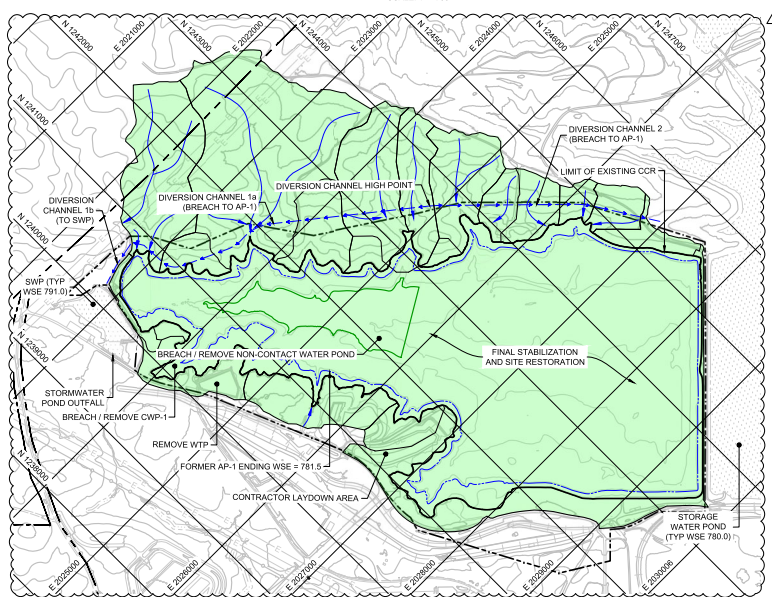 N 1242000
E 2021000
N 1243000
E 2022000
N 1244000
E 2023000
N 1245000
E 2024000
N 1246000
E 2025000
N 1247000
N 1241000
DIVERSION CHANNEL 2
(BREACH TO AP-1)
LIMIT OF EXISTING CCR
DIVERSION CHANNEL HIGH POINT
DIVERSION CHANNEL 1a
(BREACH TO AP-1)
DIVERSION
CHANNEL 1b
(TO SWP)
N 1240000
SWP (TYP
WSE 791.0)
N 1239000
BREACH / REMOVE NON-CONTACT WATER POND
FINAL STABILIZATION
AND SITE RESTORATION
STORMWATER
POND OUTFALL
BREACH / REMOVE CWP-1
REMOVE WTP
FORMER AP-1 ENDING WSE = 781.5
CONTRACTOR LAYDOWN AREA
N 1238000
STORAGE
WATER POND
(TYP WSE 780.0)
E 2025000
E 2026000
E 2027000
E 2028000
E 2029000
E 2030006